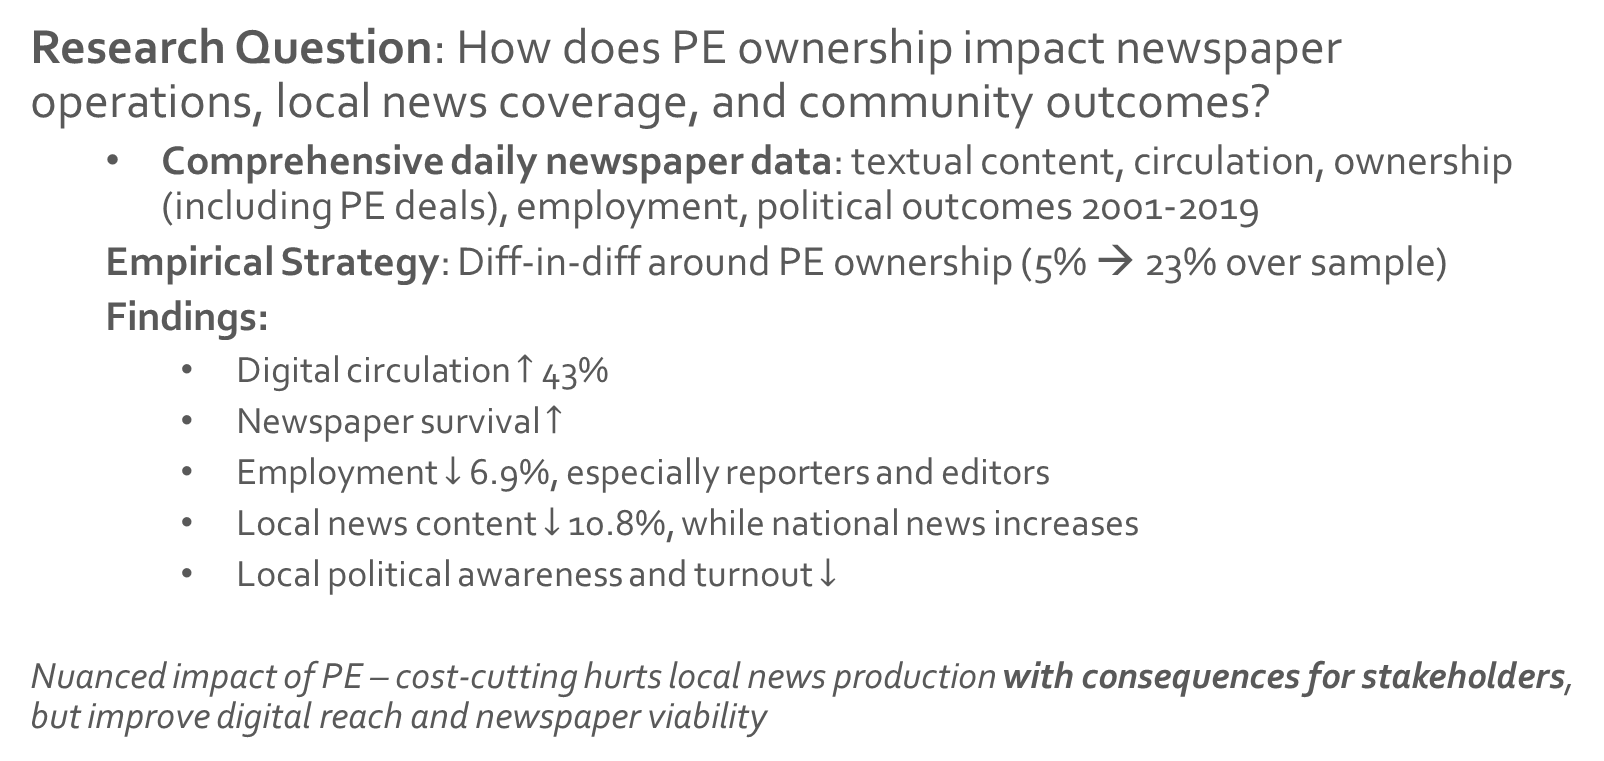 Research Question: How does PE ownership impact newspaper
operations, local news coverage, and community outcomes?
• Comprehensive daily newspaper data: textual content, circulation, ownership
(including PE deals), employment, political outcomes 2001-2019
Empirical Strategy: Diff-in-diff around PE ownership (5% → 23% over sample)
Findings:
• Digital circulation ↑ 43%
• Newspaper survival ↑
• Employment ↓ 6.9%, especially reporters and editors
• Local news content ↓ 10.8%, while national news increases
• Local political awareness and turnout ↓
Nuanced impact of PE – cost-cutting hurts local news production with consequences for stakeholders,
but improve digital reach and newspaper viability